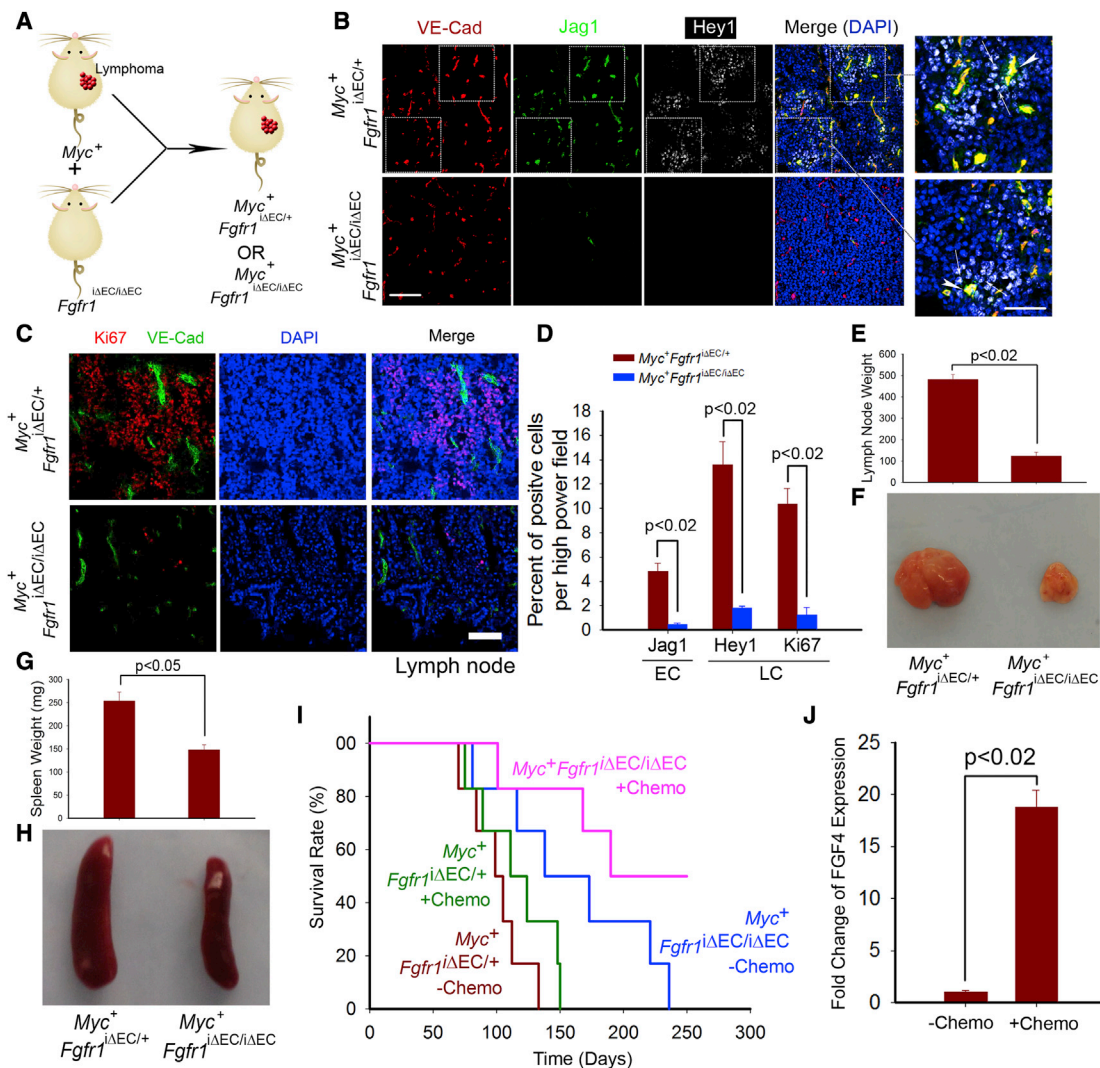 A
Lymphoma
Myc+
+
Fgfr1iΔEC/iΔEC
Myc+
Fgfr1iΔEC/+
OR
Myc+
Fgfr1iΔEC/iΔEC
B
VE-Cad Jag1 Hey1 Merge (DAPI)
Myc+
Fgfr1iΔEC/+
Myc+
Fgfr1iΔEC/iΔEC
C
Ki67 VE-Cad DAPI Merge
Myc+
Fgfr1iΔEC/+
Myc+
Fgfr1iΔEC/iΔEC
Lymph node
D
Myc+Fgfr1iΔEC/+
Myc+Fgfr1iΔEC/iΔEC
Percent of positve cells
per high power field
18
16
14
12
10
8
6
4
2
0
p<0.02
p<0.02
p<0.02
Jag1 Hey1 Ki67
EC LC
E
Lymph Node Weight
600
500
400
300
200
100
0
p<0.02
F
Myc+
Fgfr1iΔEC/+
Myc+
Fgfr1iΔEC/iΔEC
G
Spleen Weight (mg)
300
250
200
150
100
50
0
p<0.05
H
Myc+
Fgfr1iΔEC/+
Myc+
Fgfr1iΔEC/iΔEC
I
Survival Rate (%)
00
80
60
40
20
0
Myc+Fgfr1iΔEC/iΔEC
+Chemo
Myc+
Fgfr1iΔEC/+
+Chemo
Myc+
Fgfr1iΔEC/+
-Chemo
Myc+
Fgfr1iΔEC/iΔEC
-Chemo
0 50 100 150 200 250 300
Time (Days)
J
Fold Change of FGF4 Expression
25
20
15
10
5
0
p<0.02
-Chemo +Chemo